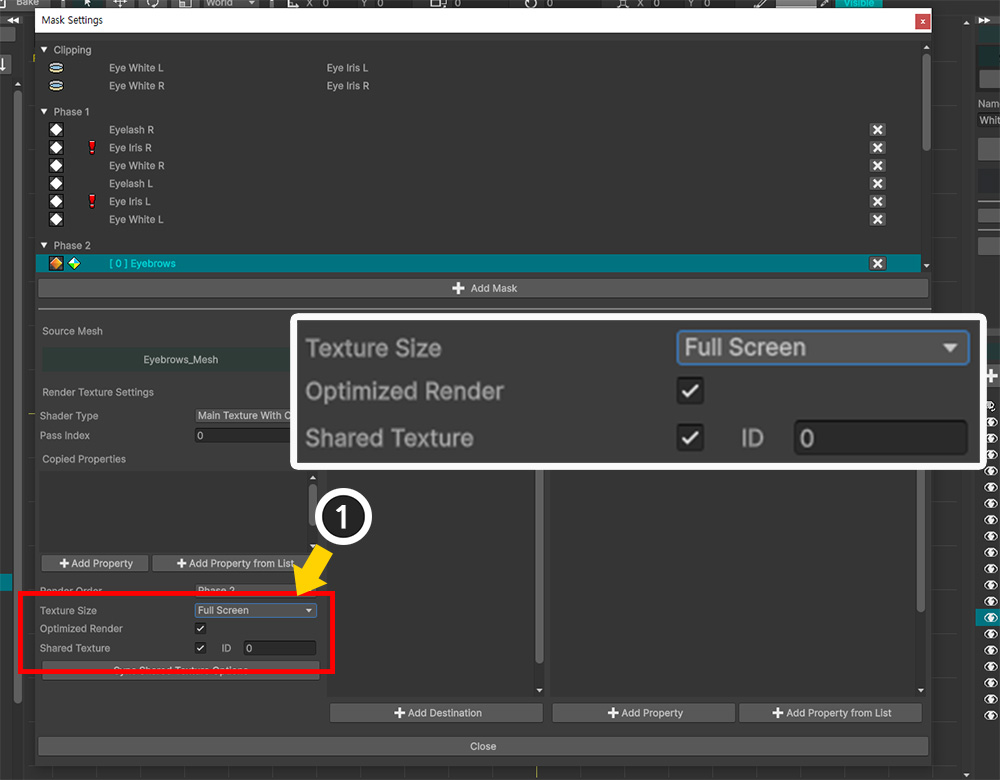 Bake
World
X 0 Y 0
0
0
X 0 Y 0
Visible
Mask Settings
x
Clipping
Eye White L Eye Iris L
Eye White R Eye Iris R
Phase 1
Eyelash R
Eye Iris R
Eye White R
Eyelash L
Eye Iris L
Eye White L
Phase 2
[ 0 ] Eyebrows
Add Mask
Source Mesh
Eyebrows_Mesh
Render Texture Settings
Shader Type Main Texture With
Pass Index 0
Copied Properties
Texture Size Full Screen
Optimized Render
Shared Texture ID 0
1
Add Property Add Property from List
Render Order Phase 2
Texture Size Full Screen
Optimized Render
Shared Texture ID 0
Sync Shared Texture Options
Add Destination Add Property Add Property from List
Close